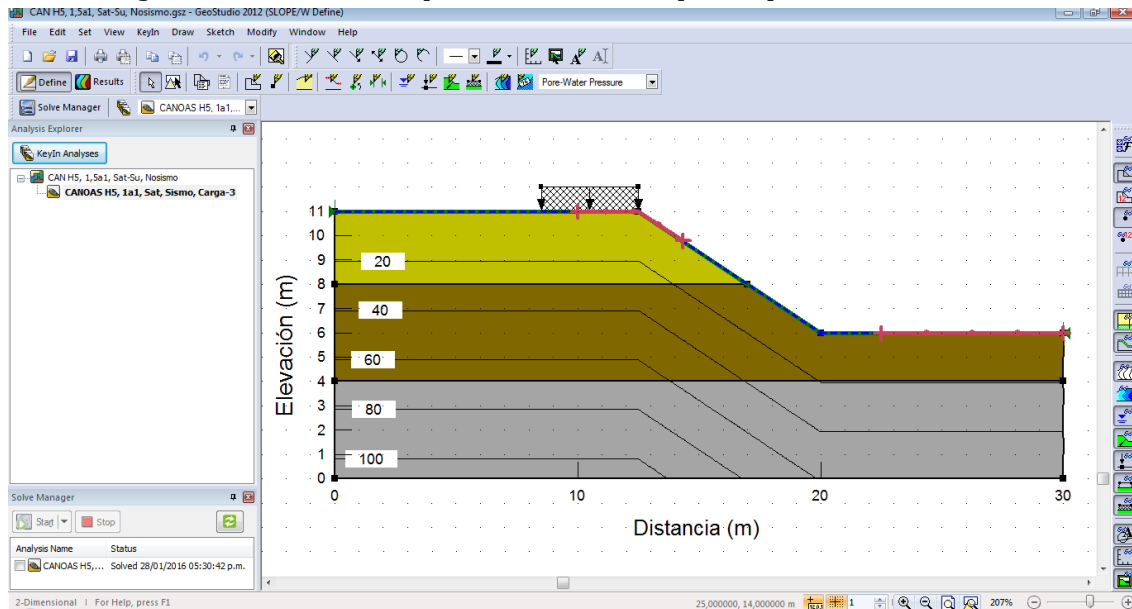 CAN H5, 1,5a1, Sat-Su, Nosismo.gsz - GeoStudio 2012 (SLOPE/W Define)
File Edit Set View KeyIn Draw Sketch Modify Window Help
Define Results Pore-Water Pressure
Solve Manager CANOAS H5, 1a1,...
Analysis Explorer
KeyIn Analyses
CAN H5, 1,5a1, Sat-Su, Nosismo
CANOAS H5, 1a1, Sat, Sismo, Carga-3
Solve Manager
Start Stop
Analysis Name Status
CANOAS H5,... Solved 28/01/2016 05:30:42 p.m.
Elevación (m)
11
10
9
8
7
6
5
4
3
2
1
0
20
40
60
80
100
0 10 20 30
Distancia (m)
2-Dimensional | For Help, press F1
25,000000, 14,000000 m 1 207%